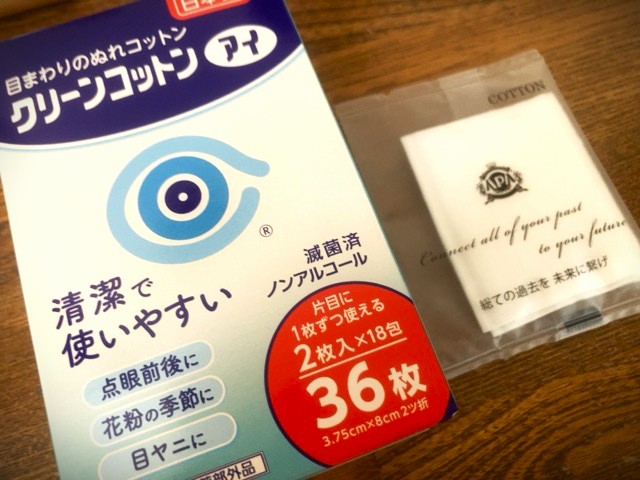 日本
目まわりのぬれコットン
クリーンコットン アイ
®
清潔で
使いやすい
滅菌済
ノンアルコール
点眼前後に
花粉の季節に
目ヤニに
片目に
1枚ずつ使える
2枚入×18包
36枚
3.75cm×8cm 2ツ折
部外品
COTTON
APA
Connect all of your past
to your future
総ての過去を 未来に繋げ